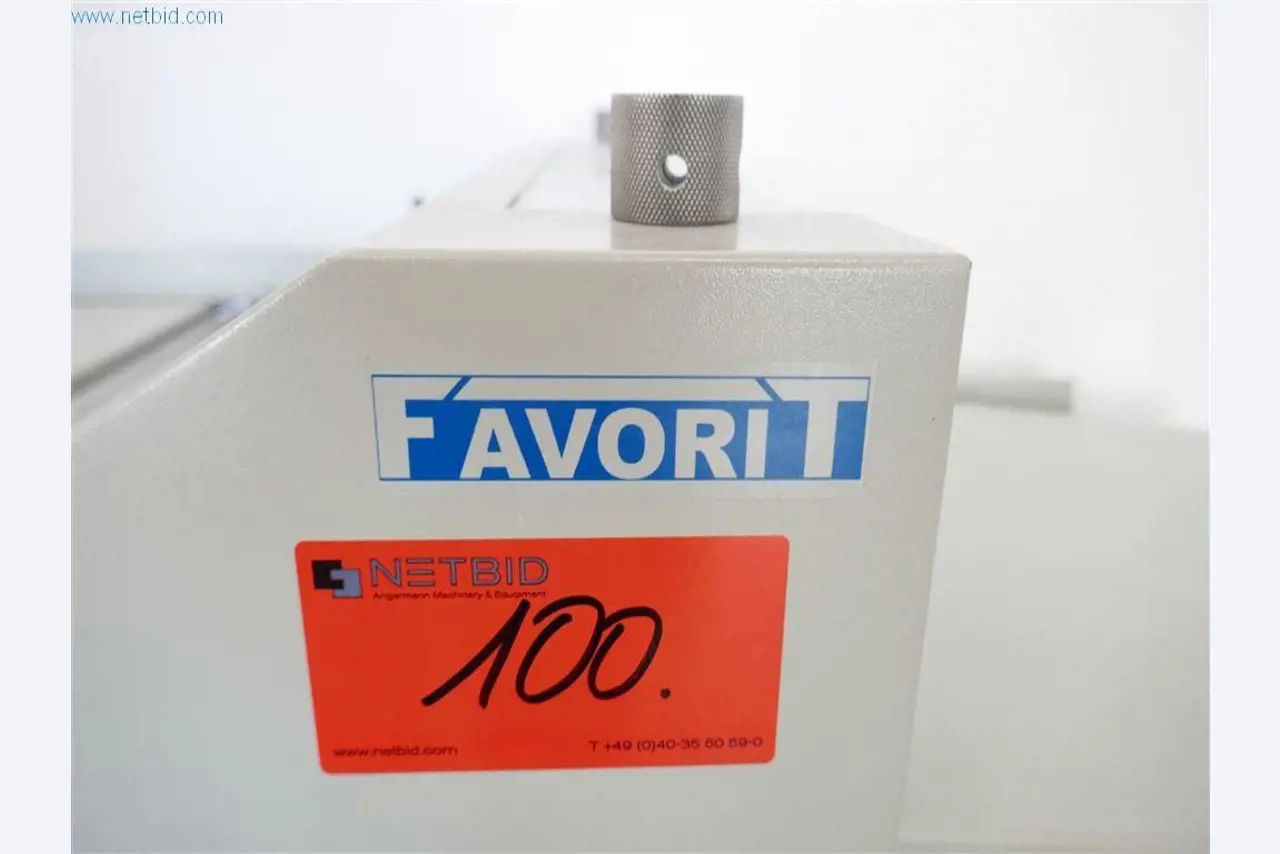 www.netbid.com
FAVORIT
NETBID
Angermann Machinery & Equipment
100.
www.netbid.com
T +49 (0)40-35 50 59-0